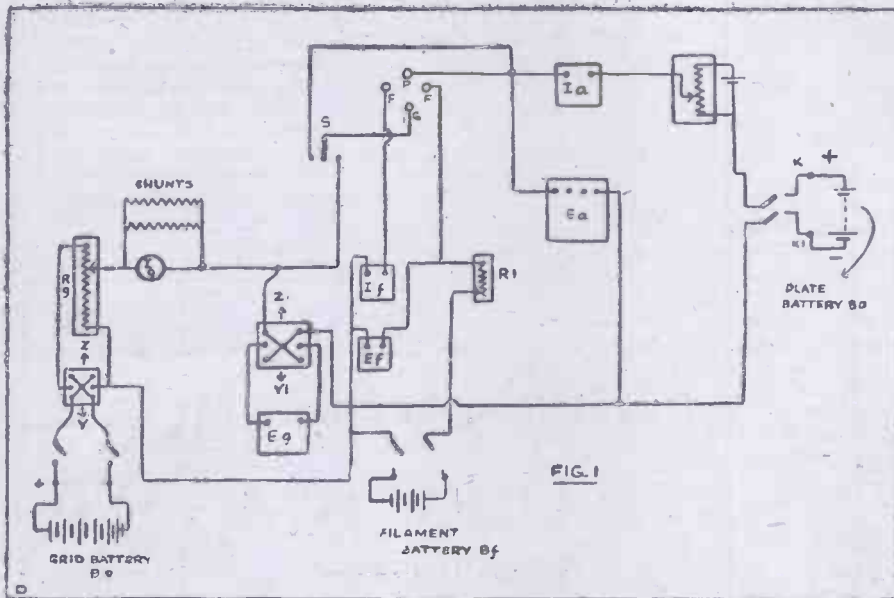 P
F
F
G
S
Ia
SHUNTS
Ea
K
+
K1
-
PLATE
BATTERY Ba
Rg
If
R1
Z
Z
Ef
Y
Y1
Eg
+
FIG.1
FILAMENT
BATTERY Bf
GRID BATTERY